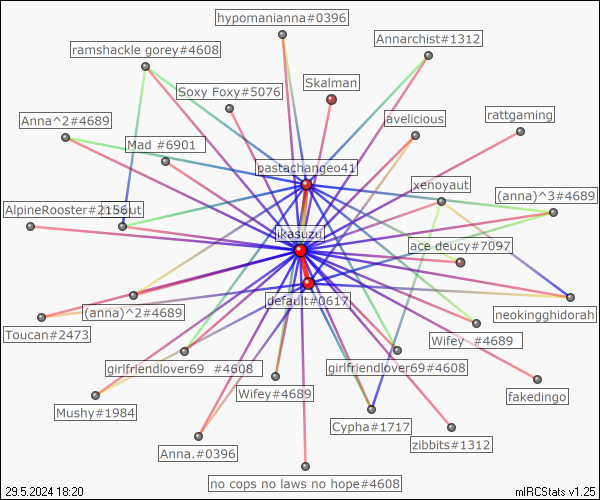 hypomanianna#0396
Annarchist#1312
ramshackle gorey#4608
Skalman
Soxy Foxy#5076
rattgaming
Anna^2#4689
avelicious
Mad #6901
pastachangeo41
xenoyaut
(anna)^3#4689
AlpineRooster#2156
ikasuzu
ace deucy#7097
default#0617
(anna)^2#4689
neokingghidorah
Toucan#2473
Wifey #4689
girlfriendlover69 #4608
girlfriendlover69#4608
Wifey#4689
fakedingo
Mushy#1984
Cypha#1717
zibbits#1312
Anna.#0396
no cops no laws no hope#4608
29.5.2024 18:20
mIRCStats v1.25